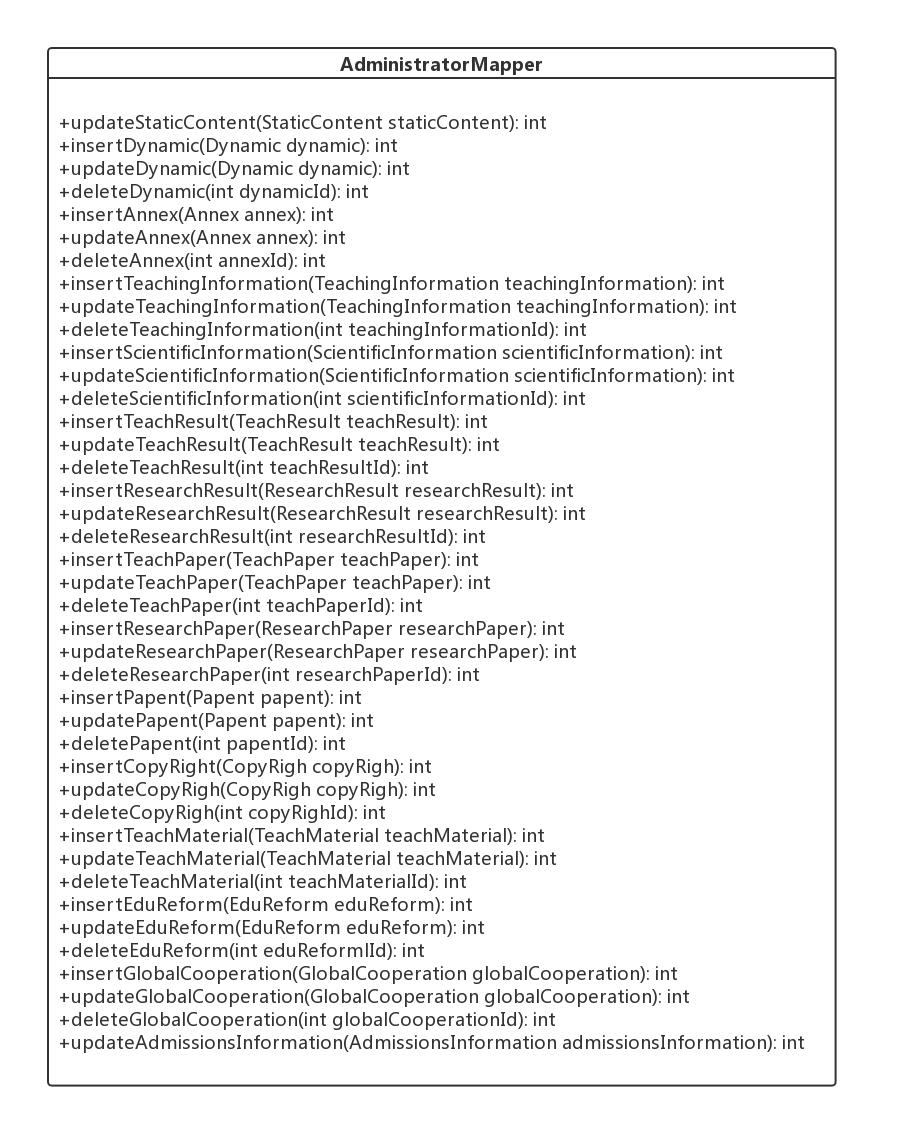 AdministratorMapper
+updateStaticContent(StaticContent staticContent): int
+insertDynamic(Dynamic dynamic): int
+updateDynamic(Dynamic dynamic): int
+deleteDynamic(int dynamicId): int
+insertAnnex(Annex annex): int
+updateAnnex(Annex annex): int
+deleteAnnex(int annexId): int
+insertTeachingInformation(TeachingInformation teachingInformation): int
+updateTeachingInformation(TeachingInformation teachingInformation): int
+deleteTeachingInformation(int teachingInformationId): int
+insertScientificInformation(ScientificInformation scientificInformation): int
+updateScientificInformation(ScientificInformation scientificInformation): int
+deleteScientificInformation(int scientificInformationId): int
+insertTeachResult(TeachResult teachResult): int
+updateTeachResult(TeachResult teachResult): int
+deleteTeachResult(int teachResultId): int
+insertResearchResult(ResearchResult researchResult): int
+updateResearchResult(ResearchResult researchResult): int
+deleteResearchResult(int researchResultId): int
+insertTeachPaper(TeachPaper teachPaper): int
+updateTeachPaper(TeachPaper teachPaper): int
+deleteTeachPaper(int teachPaperId): int
+insertResearchPaper(ResearchPaper researchPaper): int
+updateResearchPaper(ResearchPaper researchPaper): int
+deleteResearchPaper(int researchPaperId): int
+insertPapent(Papent papent): int
+updatePapent(Papent papent): int
+deletePapent(int papentId): int
+insertCopyRight(CopyRigh copyRigh): int
+updateCopyRigh(CopyRigh copyRigh): int
+deleteCopyRigh(int copyRighId): int
+insertTeachMaterial(TeachMaterial teachMaterial): int
+updateTeachMaterial(TeachMaterial teachMaterial): int
+deleteTeachMaterial(int teachMaterialId): int
+insertEduReform(EduReform eduReform): int
+updateEduReform(EduReform eduReform): int
+deleteEduReform(int eduReformlId): int
+insertGlobalCooperation(GlobalCooperation globalCooperation): int
+updateGlobalCooperation(GlobalCooperation globalCooperation): int
+deleteGlobalCooperation(int globalCooperationId): int
+updateAdmissionsInformation(AdmissionsInformation admissionsInformation): int